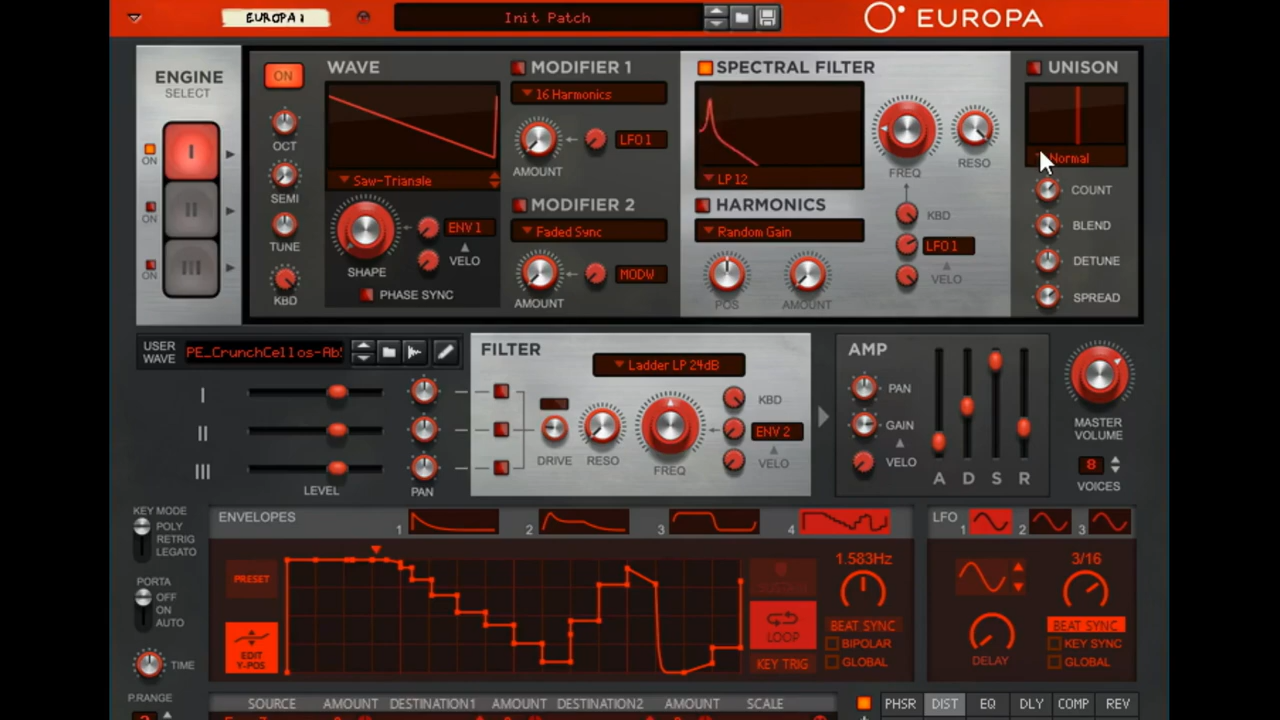 EUROPA 1
Init Patch
EUROPA
ENGINE
SELECT
ON
I
ON
II
ON
III
ON
OCT
SEMI
TUNE
KBD
WAVE
Saw-Triangle
SHAPE
ENV 1
VELO
PHASE SYNC
MODIFIER 1
16 Harmonics
AMOUNT
LFO 1
MODIFIER 2
Faded Sync
AMOUNT
MODW
SPECTRAL FILTER
LP 12
FREQ
RESO
KBD
LFO 1
VELO
HARMONICS
Random Gain
POS
AMOUNT
UNISON
Normal
COUNT
BLEND
DETUNE
SPREAD
USER
WAVE
PE_CrunchCellos-Ab
I
II
III
LEVEL
PAN
FILTER
Ladder LP 24dB
DRIVE
RESO
FREQ
KBD
ENV 2
VELO
AMP
PAN
GAIN
VELO
A D S R
MASTER
VOLUME
8
VOICES
KEY MODE
POLY
RETRIG
LEGATO
PORTA
OFF
ON
AUTO
TIME
P.RANGE
ENVELOPES
1 2 3 4
PRESET
EDIT
Y-POS
LOOP
KEY TRIG
1.583Hz
BEAT SYNC
BIPOLAR
GLOBAL
LFO
1 2 3
DELAY
3/16
BEAT SYNC
KEY SYNC
GLOBAL
SOURCE AMOUNT DESTINATION1 AMOUNT DESTINATION2 AMOUNT SCALE
PHSR DIST EQ DLY COMP REV